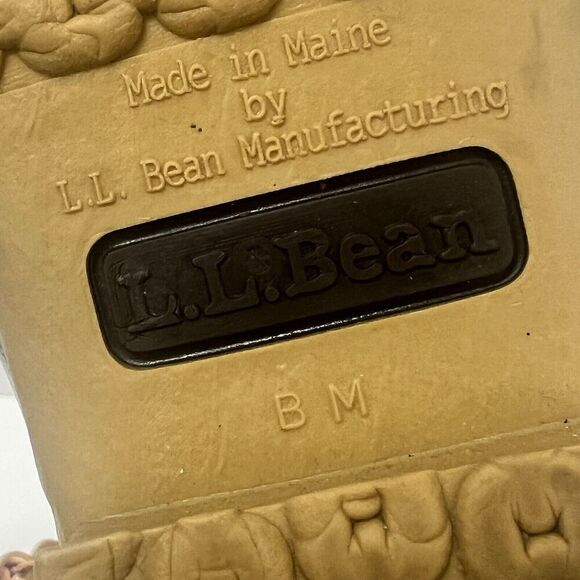 Made in Maine
by
L.L. Bean Manufacturing
L.L.Bean
B M